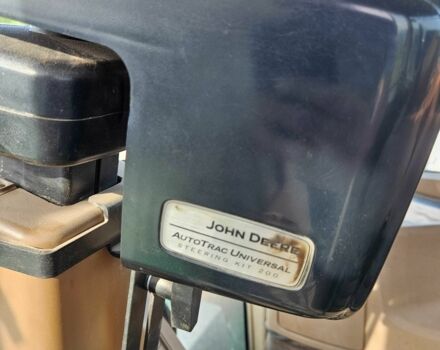 JOHN DEERE
AUTOTRAC UNIVERSAL
STEERING KIT 200